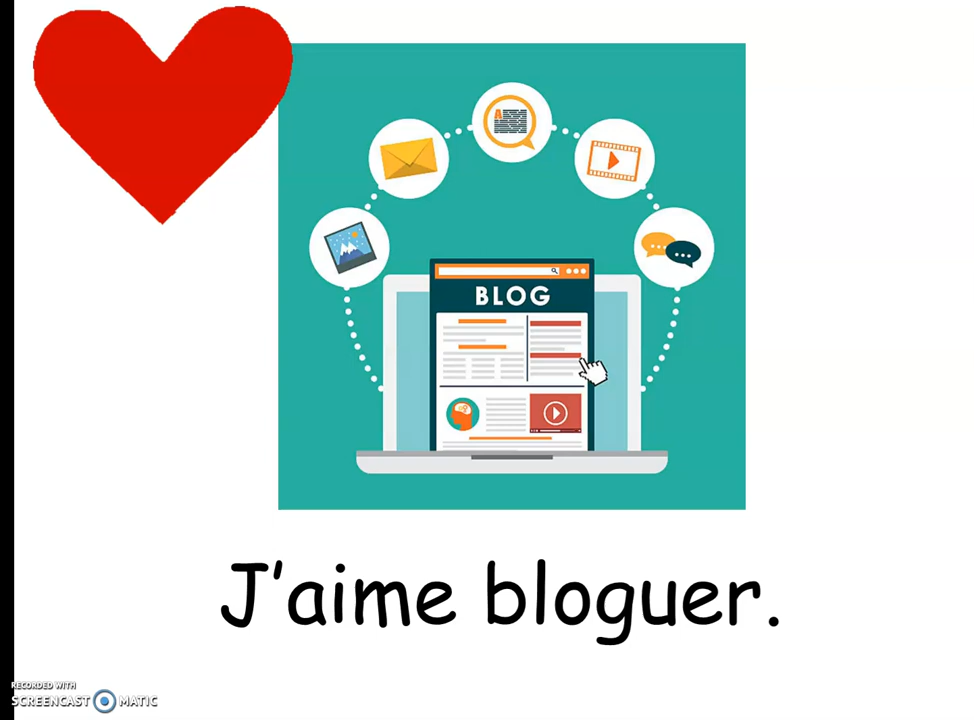 A
BLOG
J'aime bloguer.
RECORDED WITH
SCREENCAST MATIC